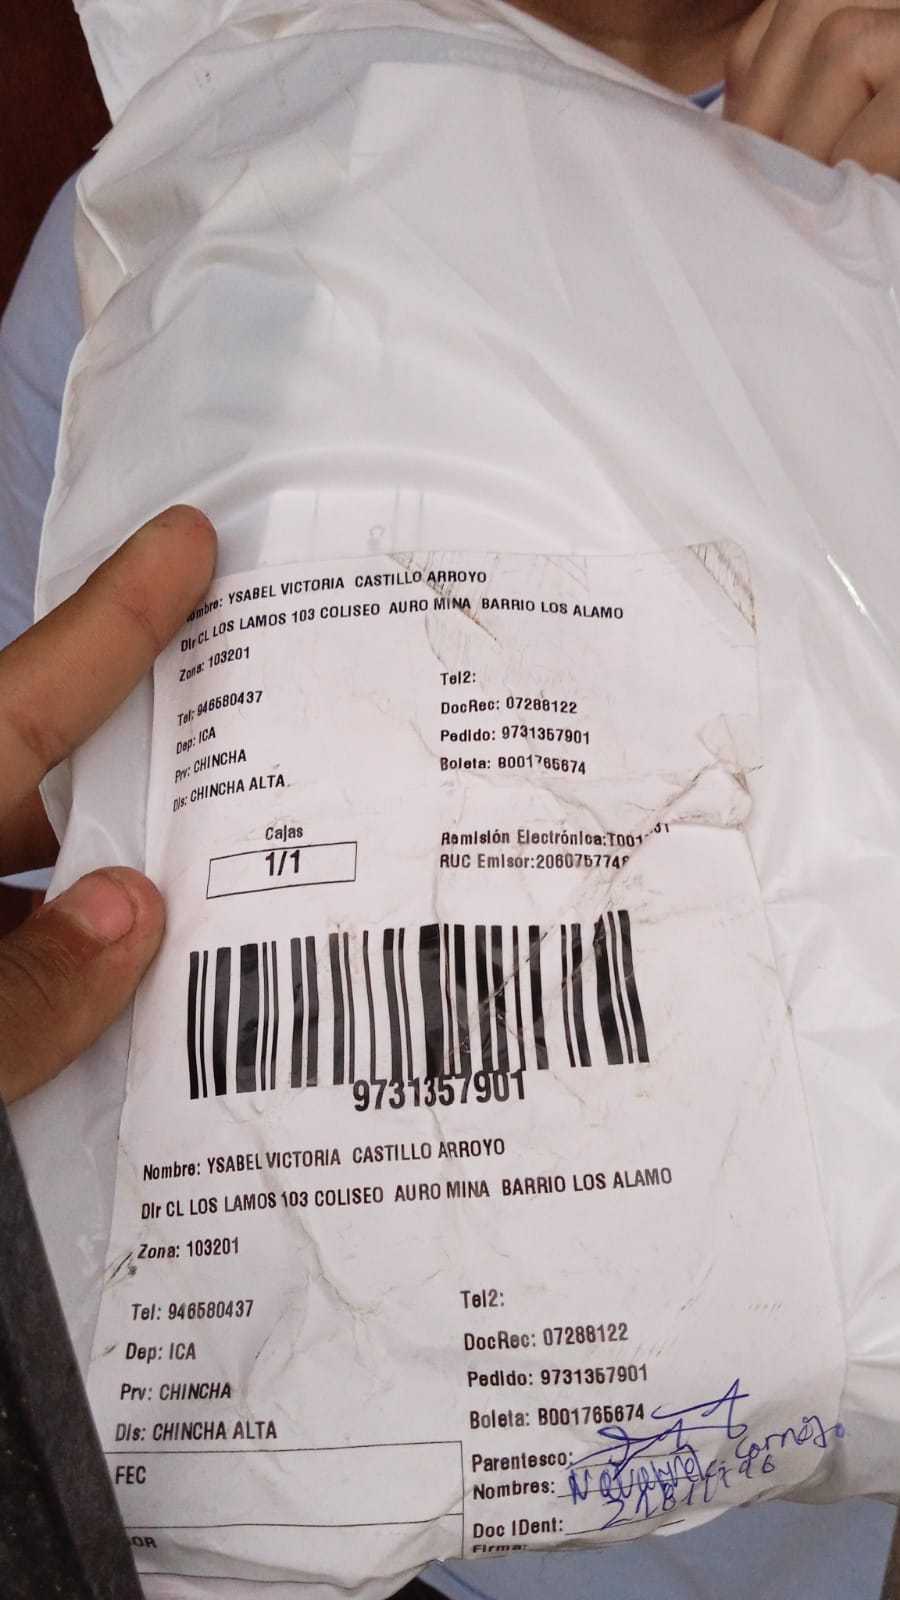 Nombre: YSABEL VICTORIA CASTILLO ARROYO
Dir CL LOS LAMOS 103 COLISEO AURO MINA BARRIO LOS ALAMO
Zona: 103201
Tel: 946580437
Dep: ICA
Prv: CHINCHA
Dis: CHINCHA ALTA
Tel2:
DocRec: 07288122
Pedido: 9731357901
Boleta: B001765674
Cajas
1/1
Remisión Electrónica:T001-
RUC Emisor:
9731357901
Nombre: YSABEL VICTORIA CASTILLO ARROYO
Dir CL LOS LAMOS 103 COLISEO AURO MINA BARRIO LOS ALAMO
Zona: 103201
Tel: 946580437
Dep: ICA
Prv: CHINCHA
Dis: CHINCHA ALTA
Tel2:
DocRec: 07288122
Pedido: 9731357901
Boleta: B001765674
Parentesco:
Nombres:
Doc IDent:
Firma:
FEC